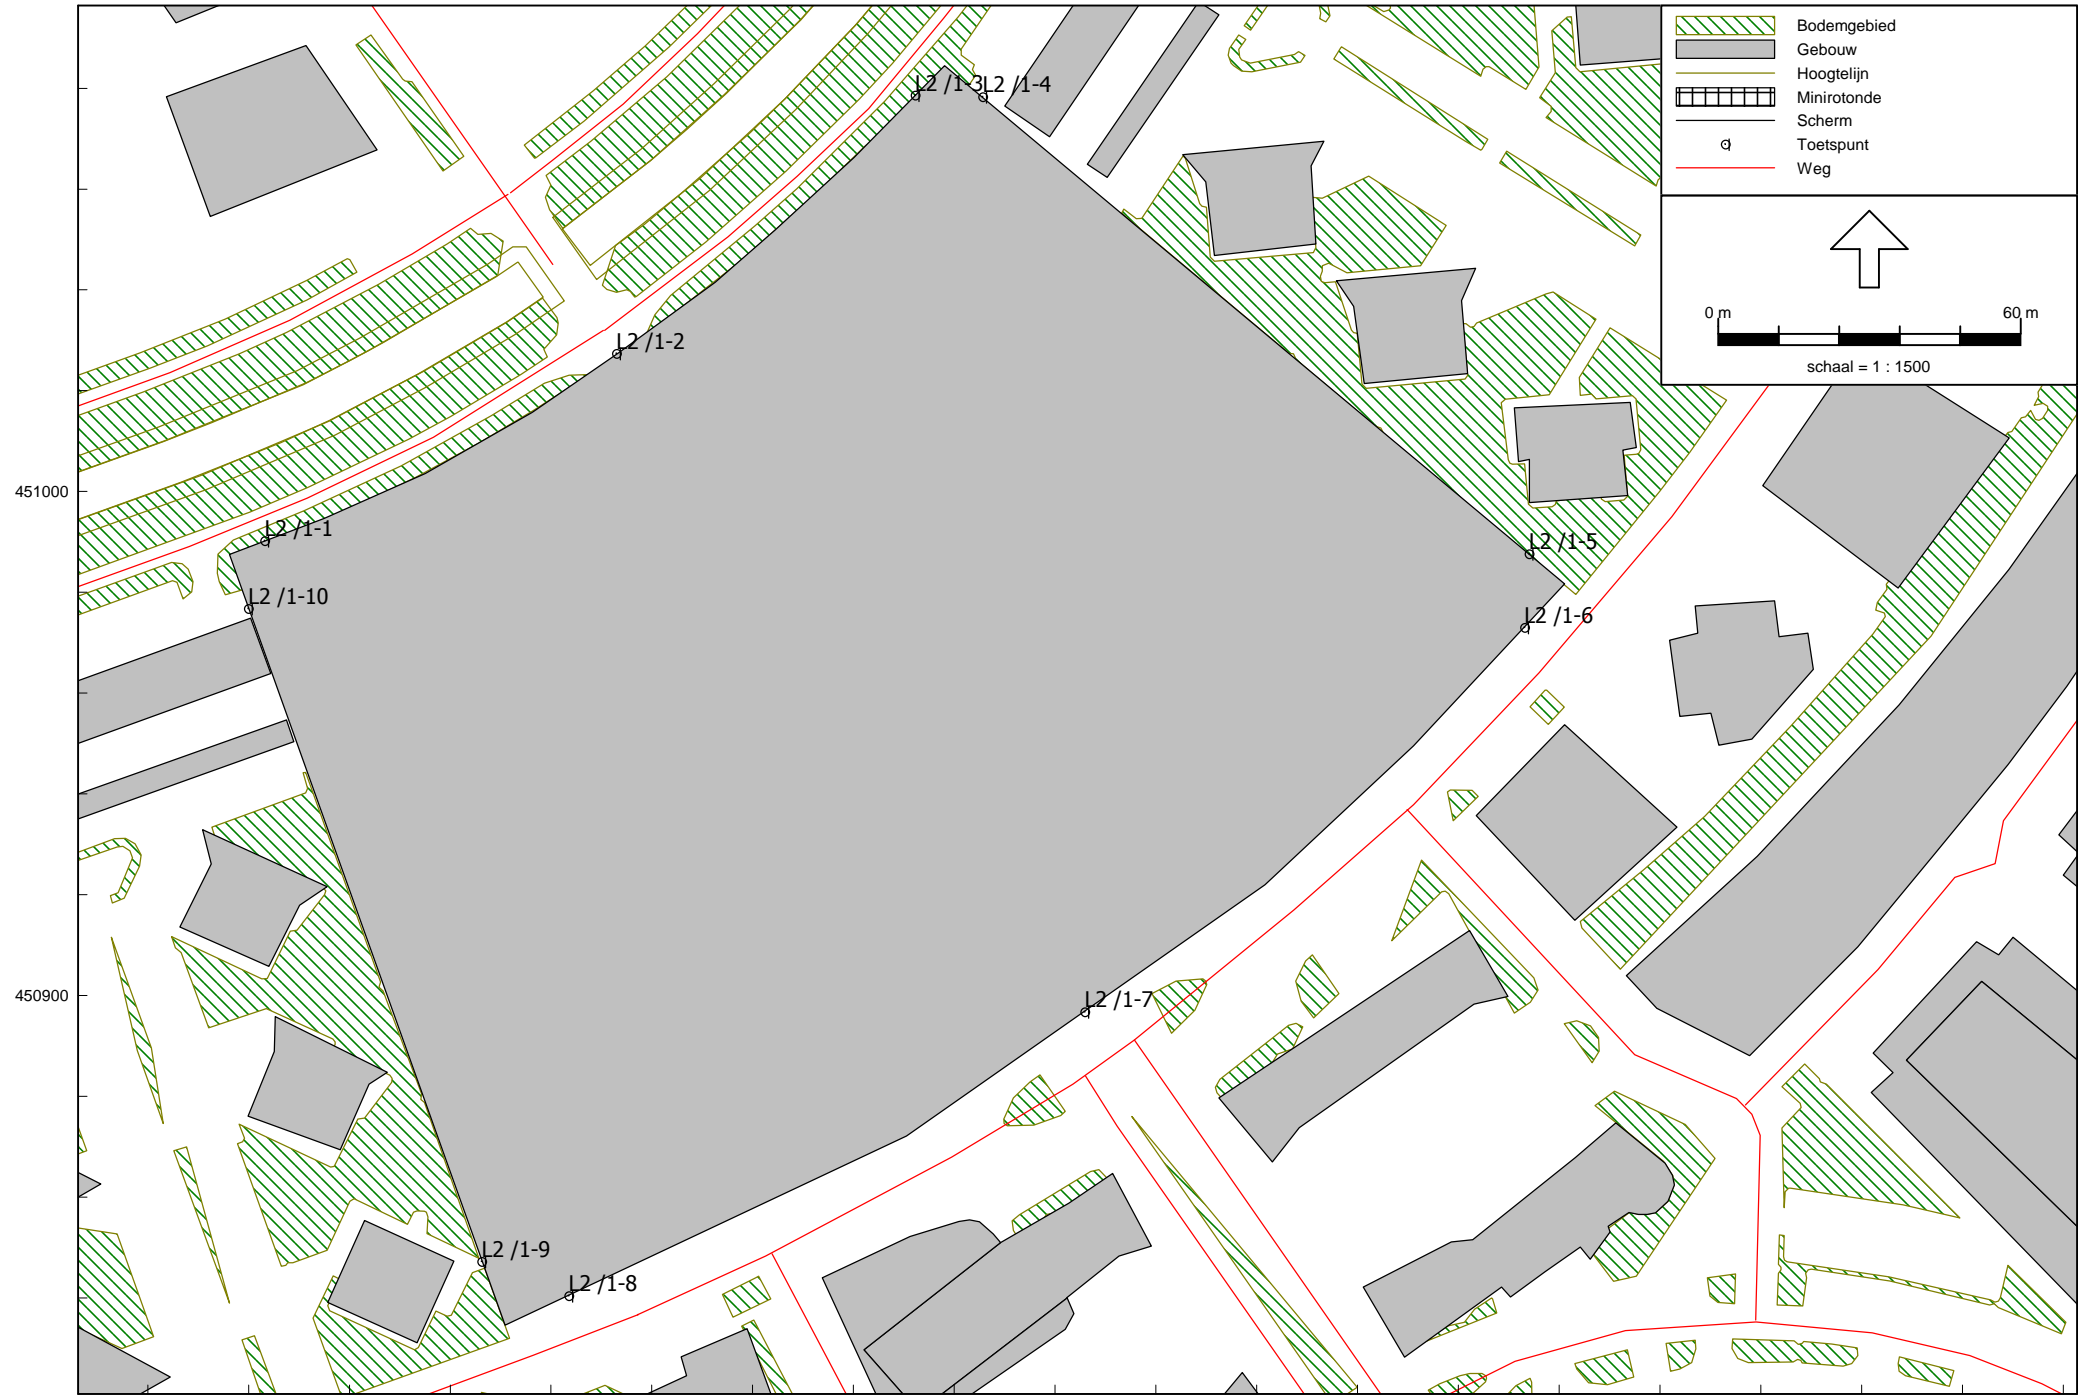 Bodemgebied
Gebouw
Hoogtelijn
Minirotonde
Scherm
Toetspunt
Weg
0 m 60 m
schaal = 1 : 1500
L2 /1-3
L2 /1-4
L2 /1-2
451000
L2 /1-1
L2 /1-5
L2 /1-10
L2 /1-6
450900
L2 /1-7
L2 /1-9
L2 /1-8